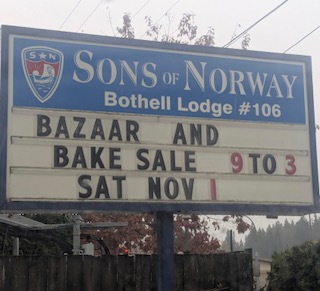 SONS OF NORWAY
Bothell Lodge #106
BAZAAR AND
BAKE SALE 9 TO 3
SAT NOV 1